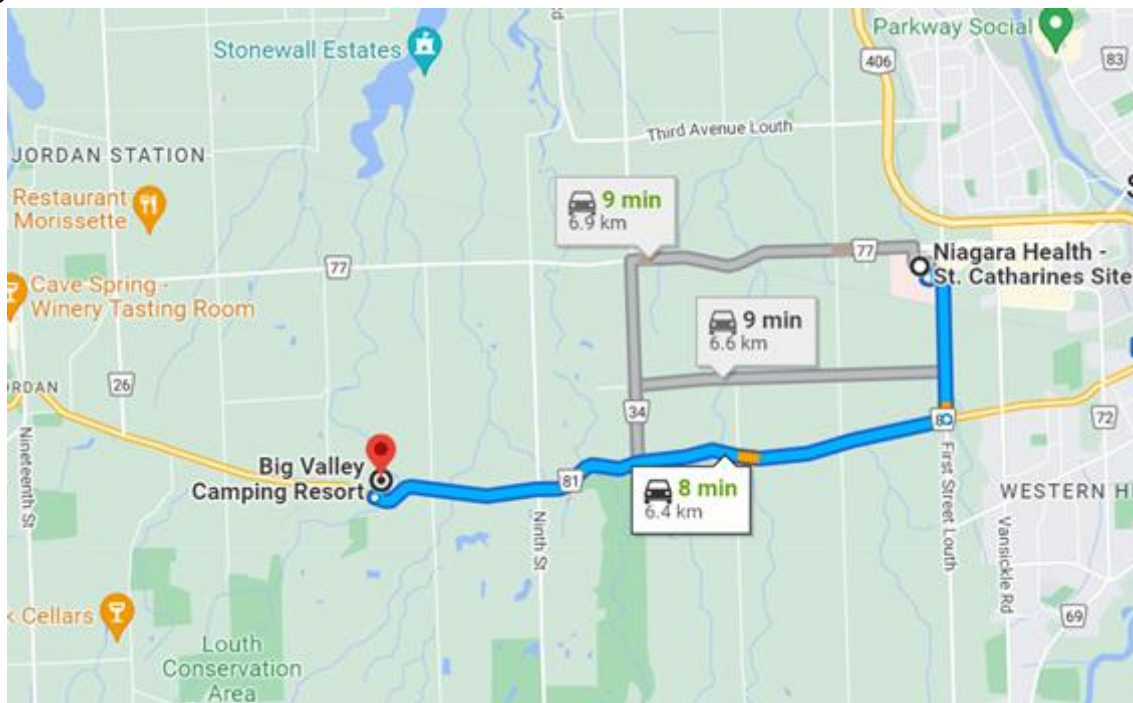 Rd
Parkway Social
Stonewall Estates
406
83
Third Avenue Louth
JORDAN STATION
Restaurant
Morissette
9 min
6.9 km
77
77
Niagara Health -
St. Catharines Site
S
Cave Spring -
Winery Tasting Room
9 min
6.6 km
ORDAN
26
34
72
Big Valley
Camping Resort
81
8 min
6.4 km
Nineteenth St
Ninth St
First Street Louth
Vansickle Rd
WESTERN H
k Cellars
69
Louth
Conservation
Area